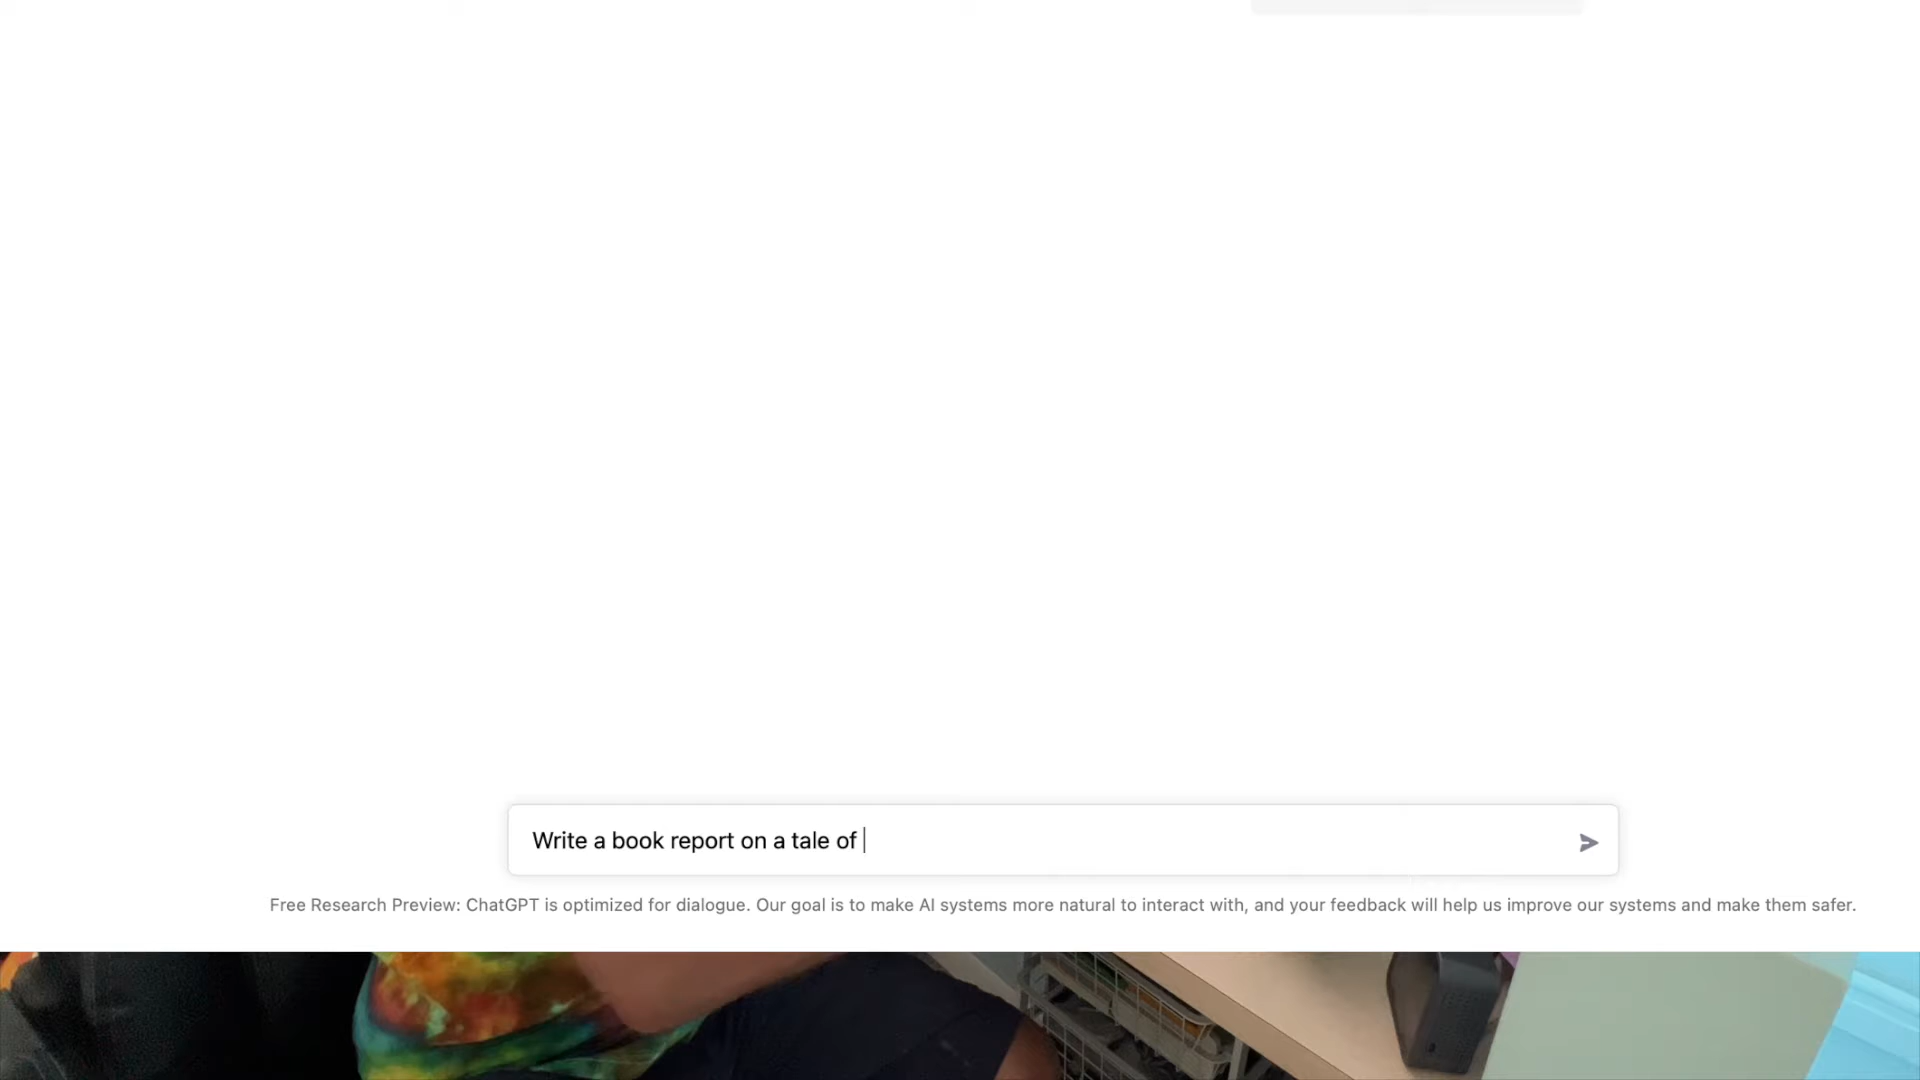 Write a book report on a tale of
Free Research Preview: ChatGPT is optimized for dialogue. Our goal is to make AI systems more natural to interact with, and your feedback will help us improve our systems and make them safer.